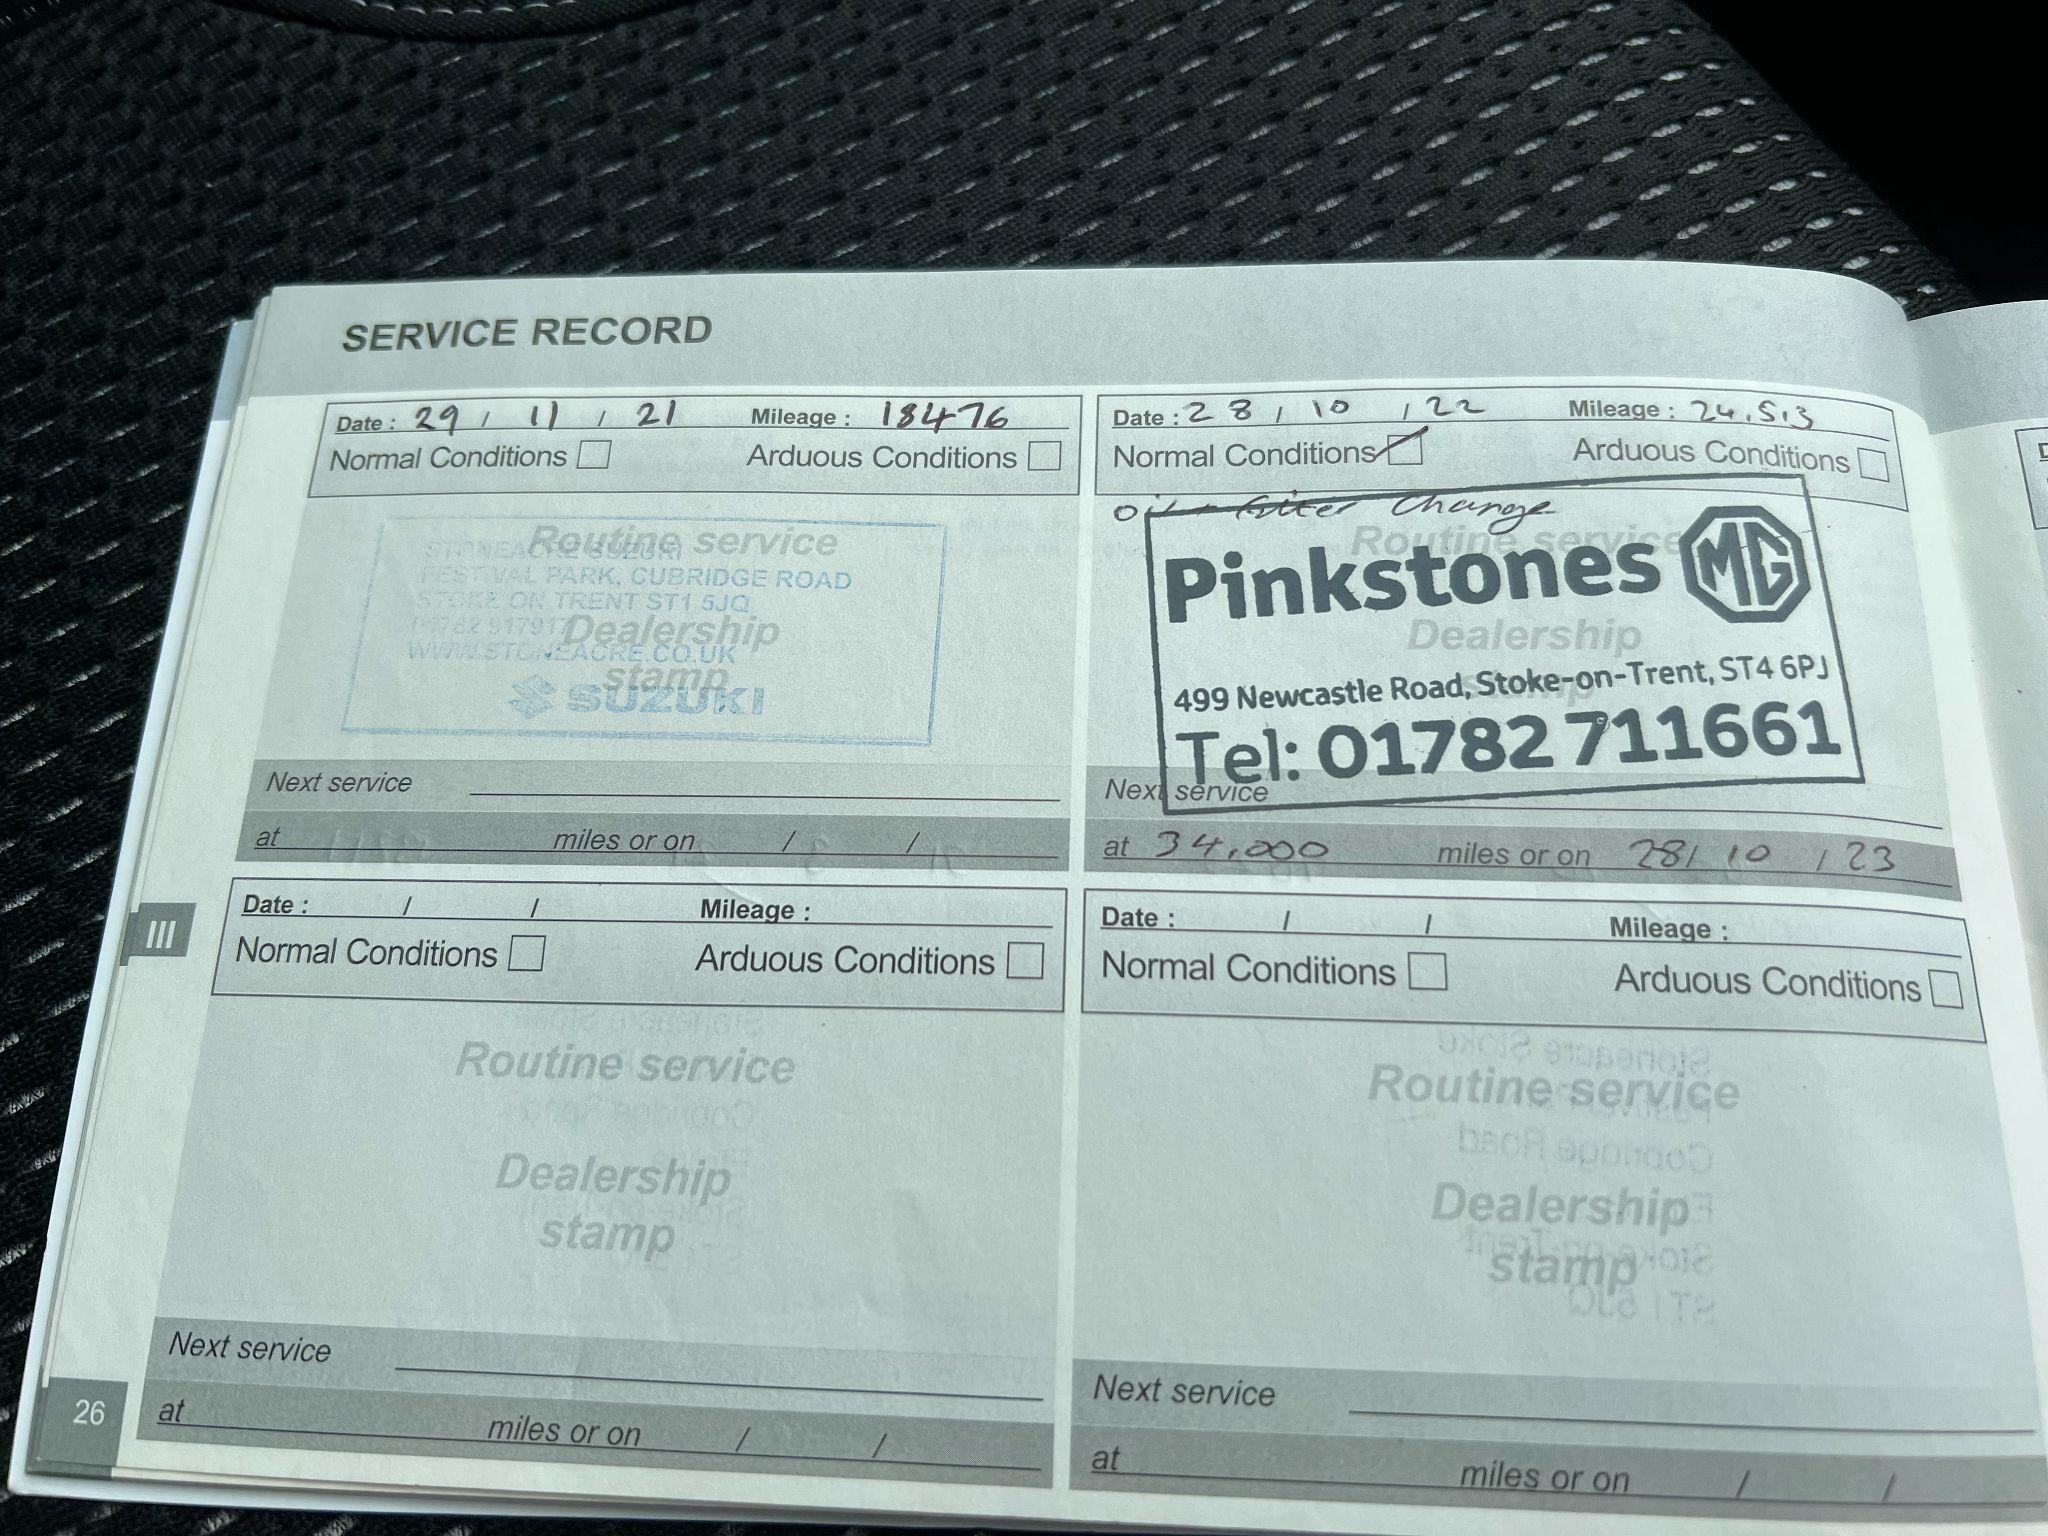 SERVICE RECORD
Date : 29 / 11 / 21 Mileage : 18476
Normal Conditions Arduous Conditions
Routine service
STONEACRE SUZUKI
FESTIVAL PARK, CUBRIDGE ROAD
STOKE ON TRENT ST1 5JQ
01782 917917
Dealership
WWW.STONEACRE.CO.UK
stamp
SUZUKI
Next service
at miles or on / /
Date : 28 / 10 / 22 Mileage : 24,513
Normal Conditions Arduous Conditions
oil + filter change
Routine service
Pinkstones MG
Dealership
499 Newcastle Road, Stoke-on-Trent, ST4 6PJ
Tel: 01782 711661
Next service
at 34,000 miles or on 28/ 10 / 23
Date : / / Mileage :
Normal Conditions Arduous Conditions
Routine service
Dealership
stamp
Next service
at miles or on / /
Date : / / Mileage :
Normal Conditions Arduous Conditions
Routine service
Dealership
stamp
Next service
at miles or on / /
III
26